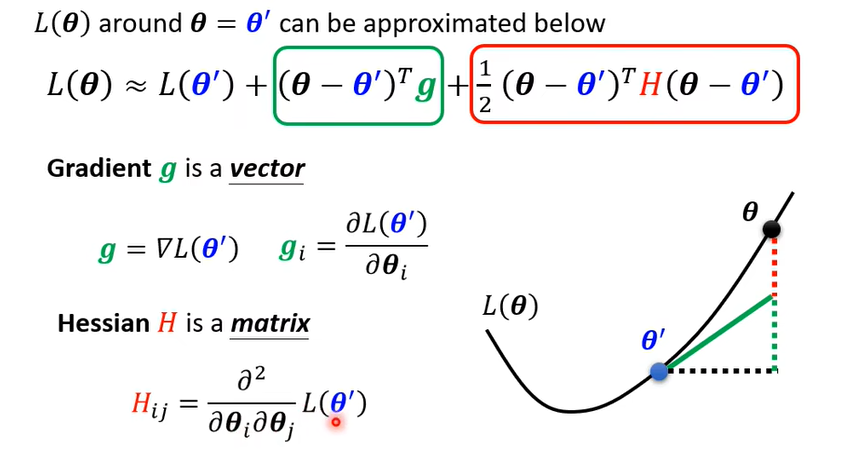 L(θ) around θ = θ′ can be approximated below
L(θ) ≈ L(θ′) + (θ − θ′)ᵀg + 1/2 (θ − θ′)ᵀH(θ − θ′)
Gradient g is a vector
g = ∇L(θ′) gᵢ = ∂L(θ′)/∂θᵢ
Hessian H is a matrix
Hᵢⱼ = ∂²/∂θᵢ∂θⱼ L(θ′)
θ
L(θ)
θ′